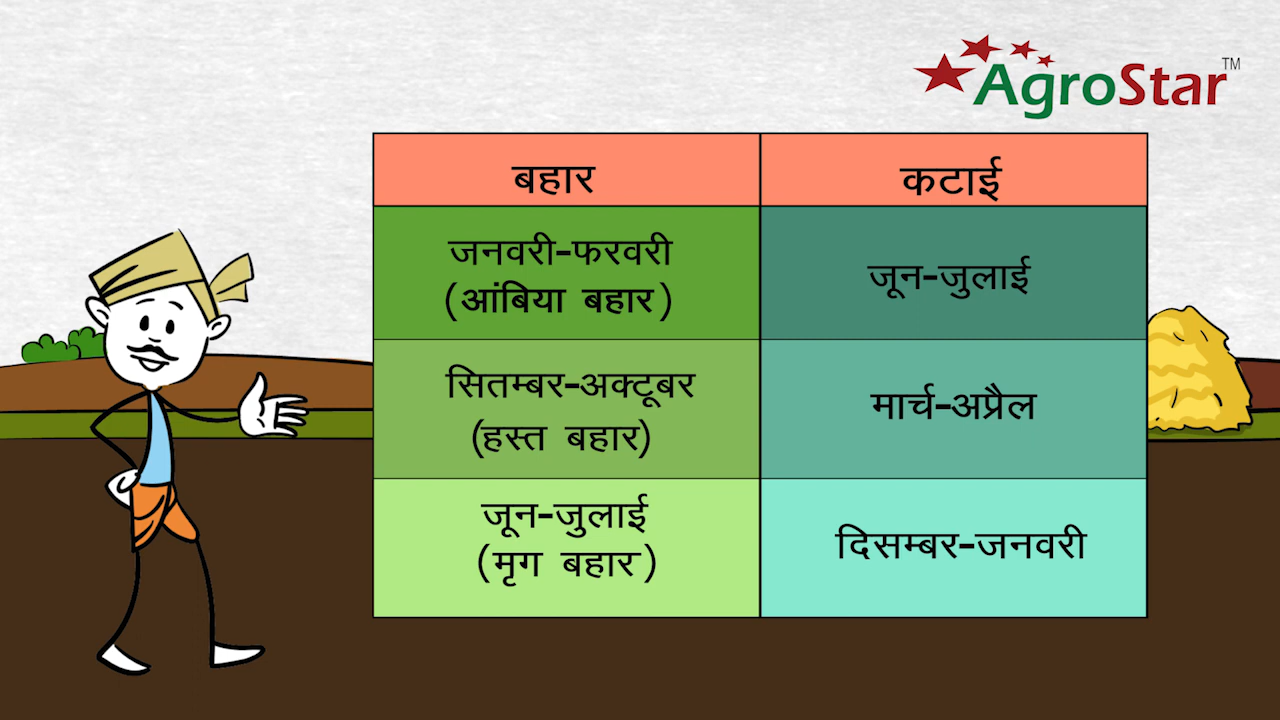 AgroStar™
बहार
कटाई
जनवरी-फरवरी
(आंबिया बहार)
जून-जुलाई
सितम्बर-अक्टूबर
(हस्त बहार)
मार्च-अप्रैल
जून-जुलाई
(मृग बहार)
दिसम्बर-जनवरी